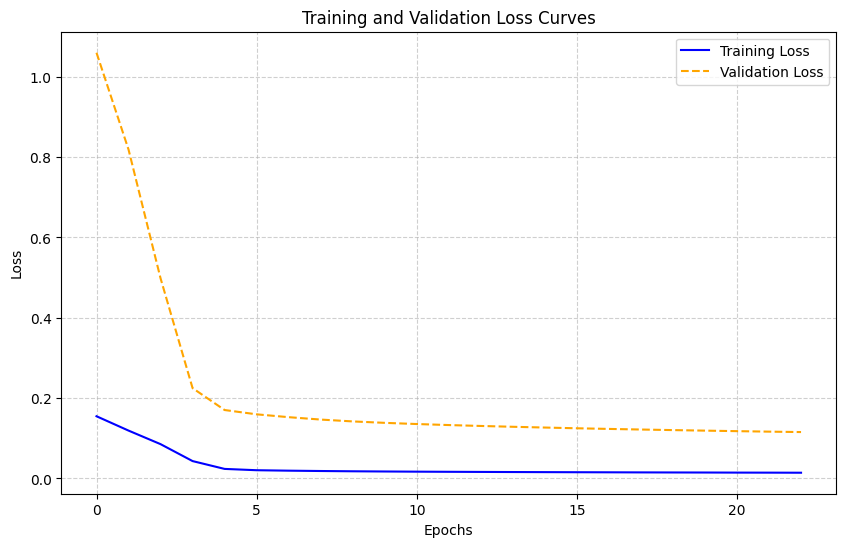 Training and Validation Loss Curves
Training Loss
Validation Loss
1.0
0.8
0.6
0.4
0.2
0.0
Loss
0 5 10 15 20
Epochs